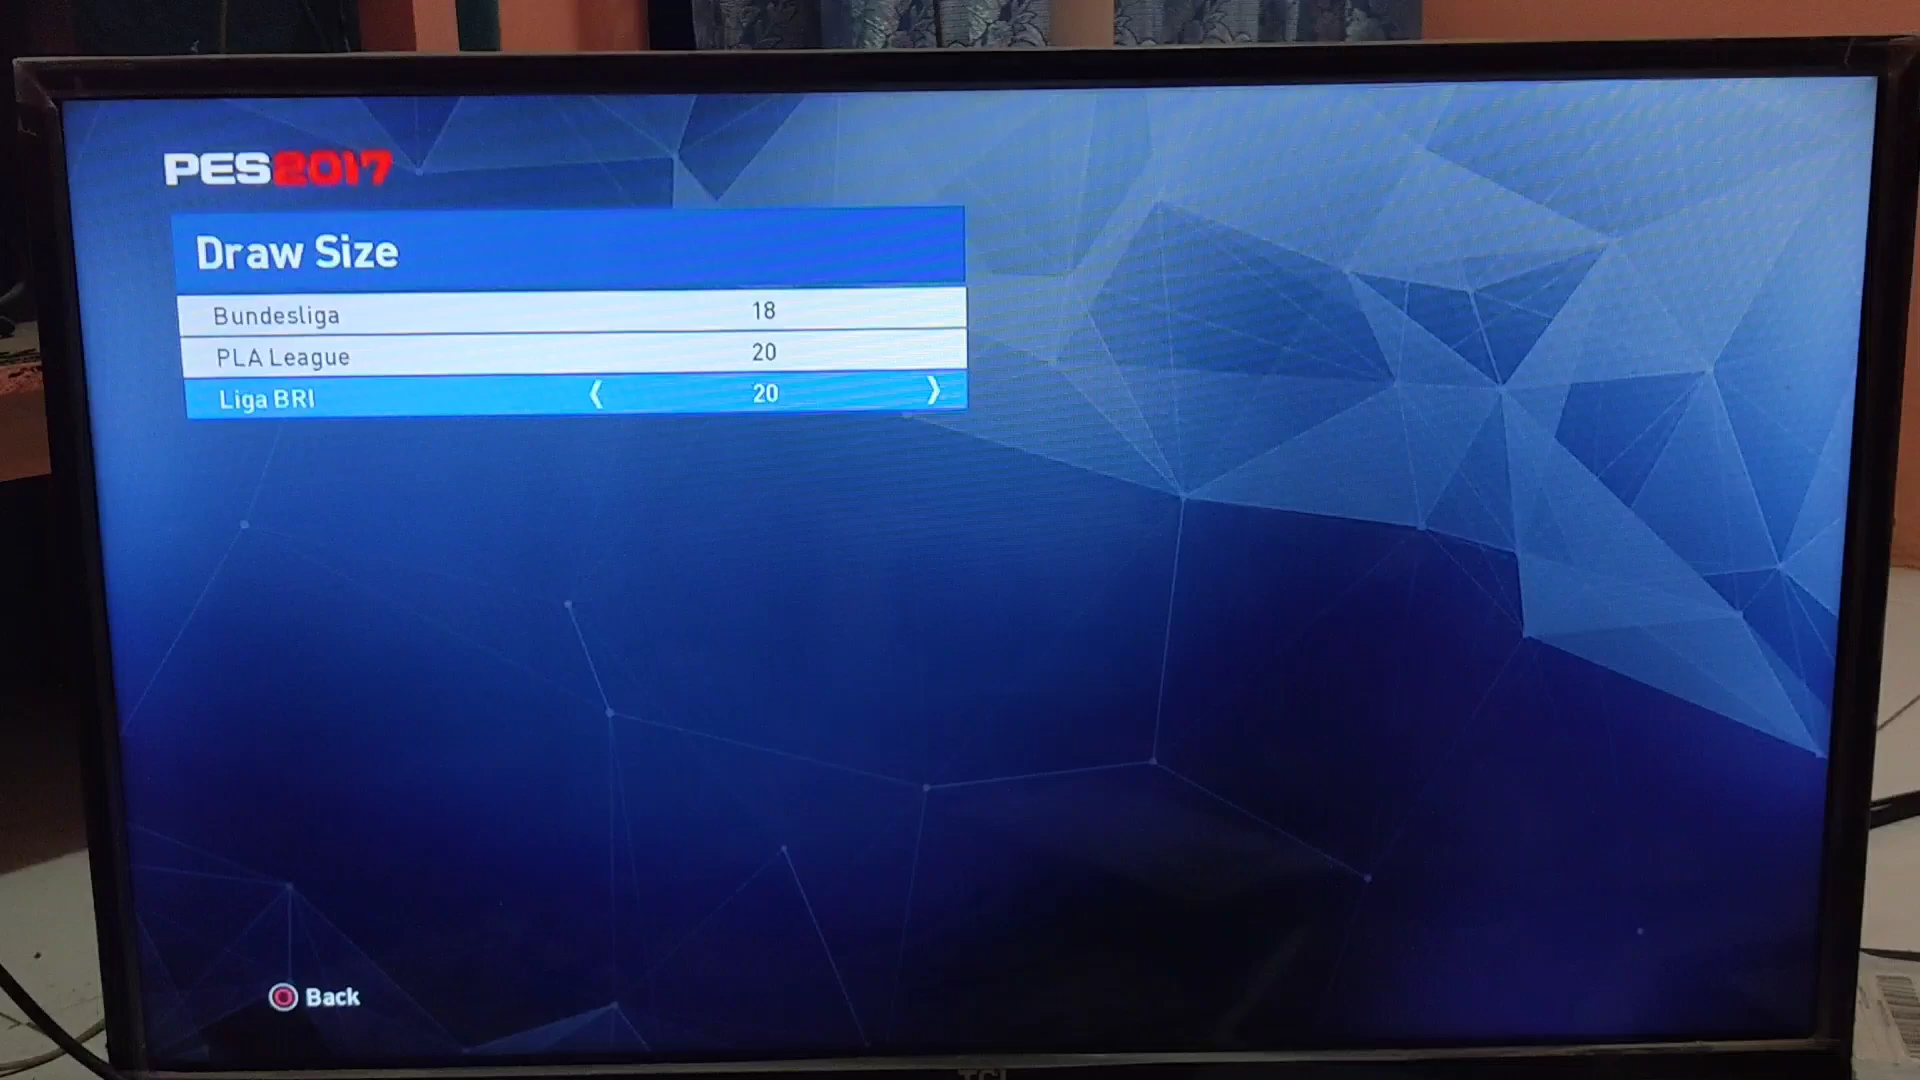 PES2017
Draw Size
Bundesliga 18
PLA League 20
Liga BRI 20
Back